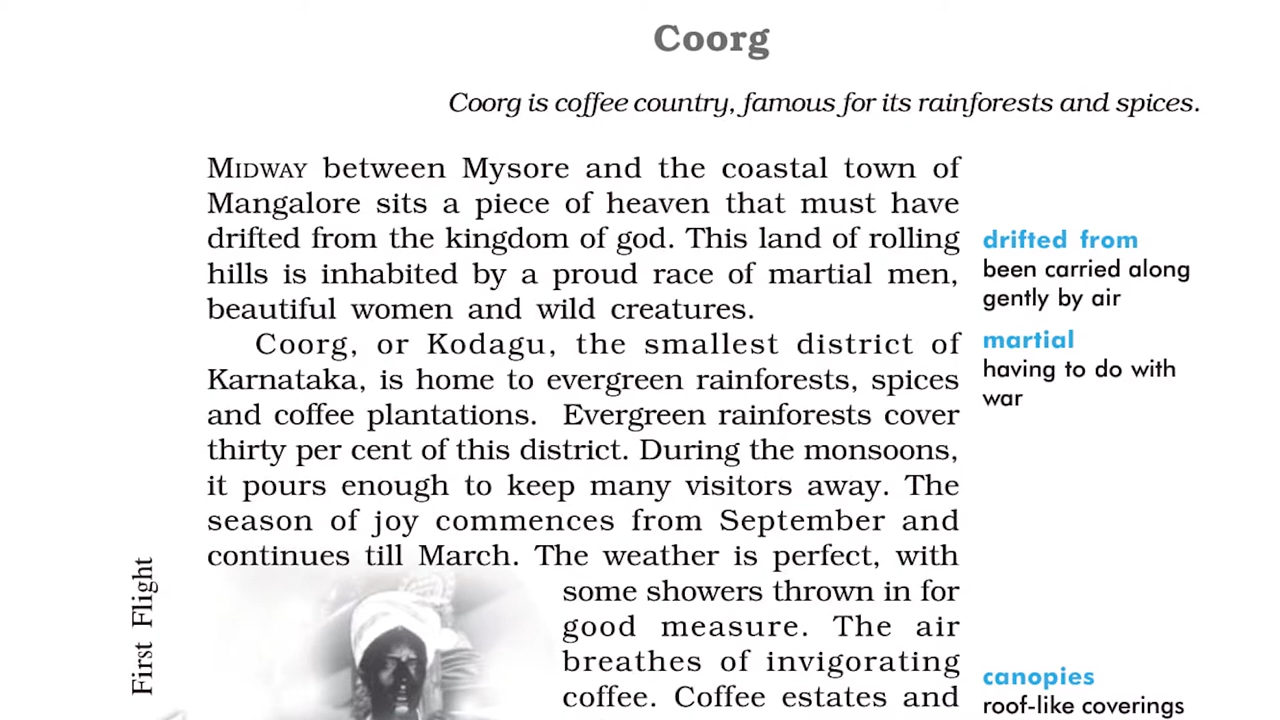 Coorg
Coorg is coffee country, famous for its rainforests and spices.
MIDWAY between Mysore and the coastal town of
Mangalore sits a piece of heaven that must have
drifted from the kingdom of god. This land of rolling
hills is inhabited by a proud race of martial men,
beautiful women and wild creatures.
Coorg, or Kodagu, the smallest district of
Karnataka, is home to evergreen rainforests, spices
and coffee plantations. Evergreen rainforests cover
thirty per cent of this district. During the monsoons,
it pours enough to keep many visitors away. The
season of joy commences from September and
continues till March. The weather is perfect, with
some showers thrown in for
good measure. The air
breathes of invigorating
coffee. Coffee estates and
drifted from
been carried along
gently by air
martial
having to do with
war
canopies
roof-like coverings
First Flight